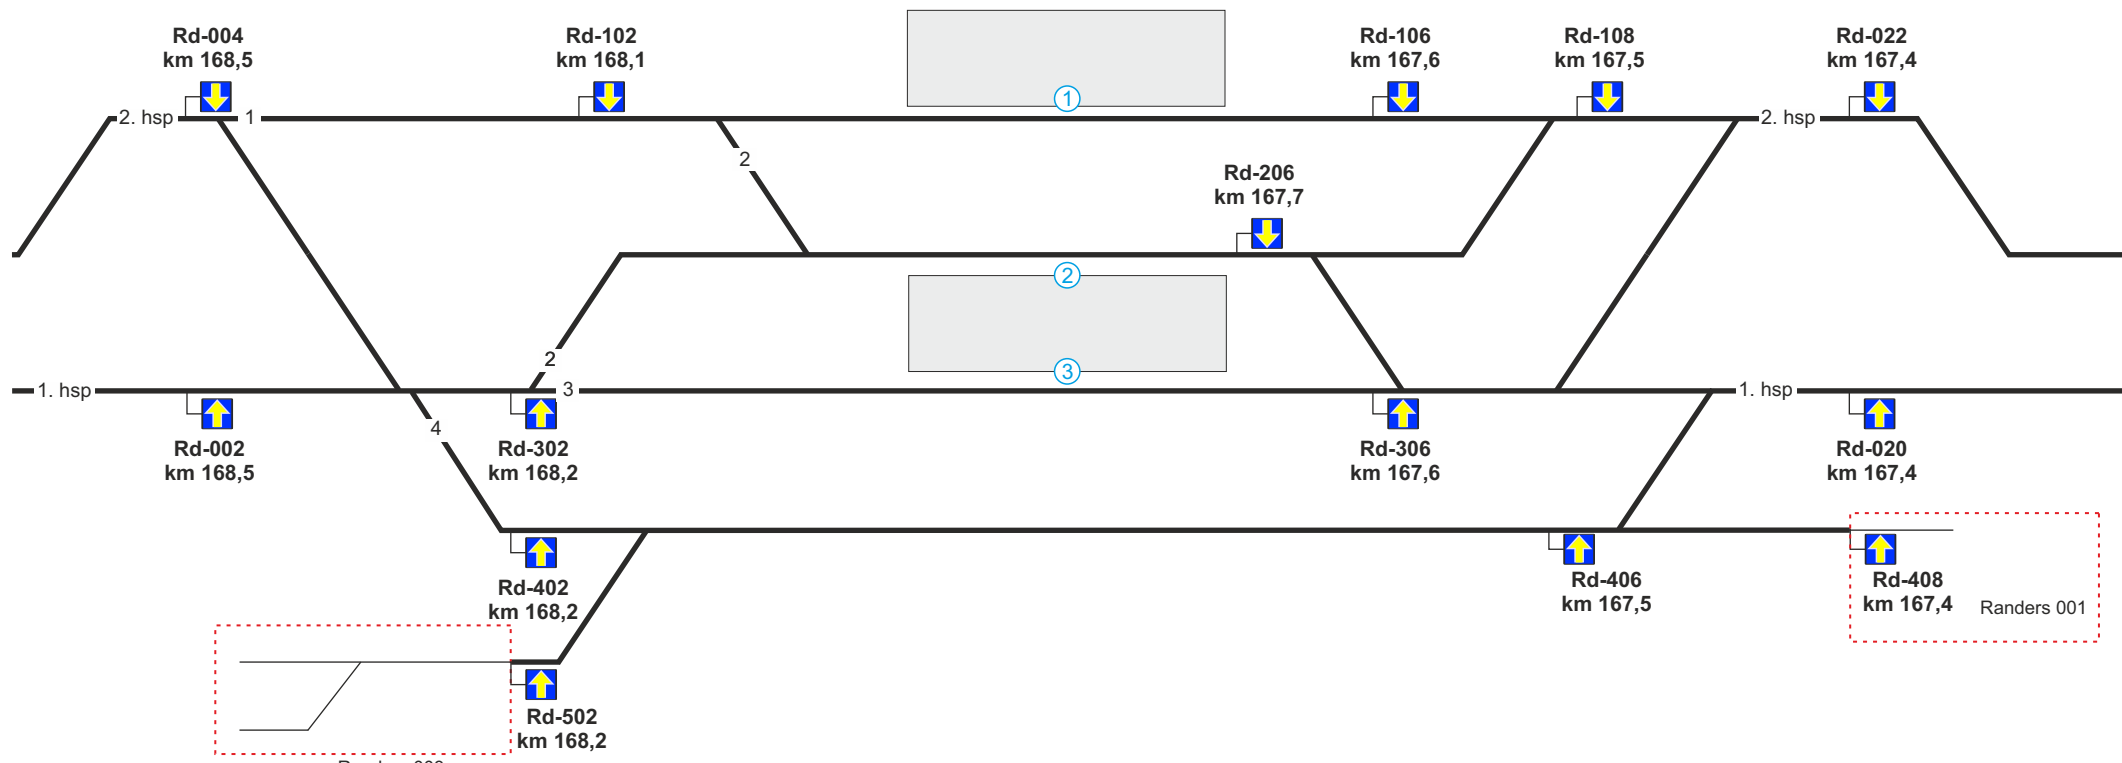 Rd-004
km 168,5
Rd-102
km 168,1
1
Rd-106
km 167,6
Rd-108
km 167,5
Rd-022
km 167,4
2. hsp
1
2. hsp
2
Rd-206
km 167,7
2
2
3
1. hsp
3
1. hsp
4
Rd-002
km 168,5
Rd-302
km 168,2
Rd-306
km 167,6
Rd-020
km 167,4
Rd-402
km 168,2
Rd-406
km 167,5
Rd-408
km 167,4
Randers 001
Rd-502
km 168,2